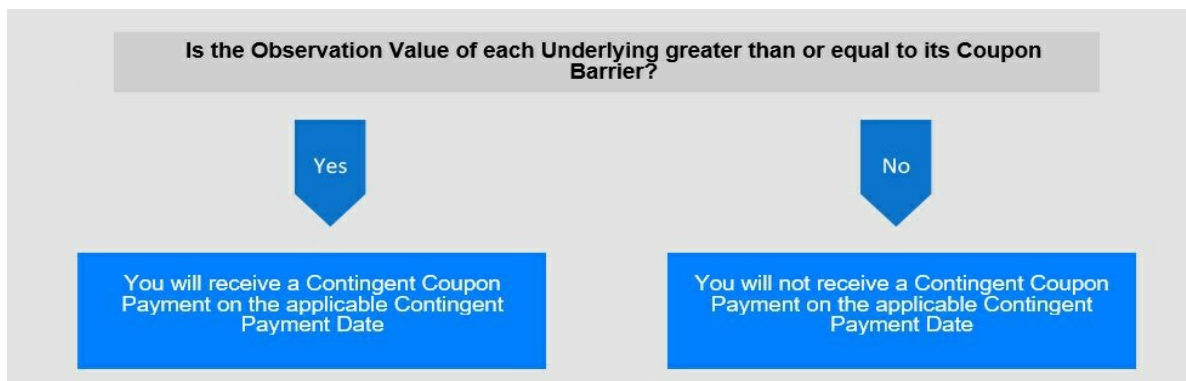 Is the Observation Value of each Underlying greater than or equal to its Coupon
Barrier?
Yes
No
You will receive a Contingent Coupon
Payment on the applicable Contingent
Payment Date
You will not receive a Contingent Coupon
Payment on the applicable Contingent
Payment Date